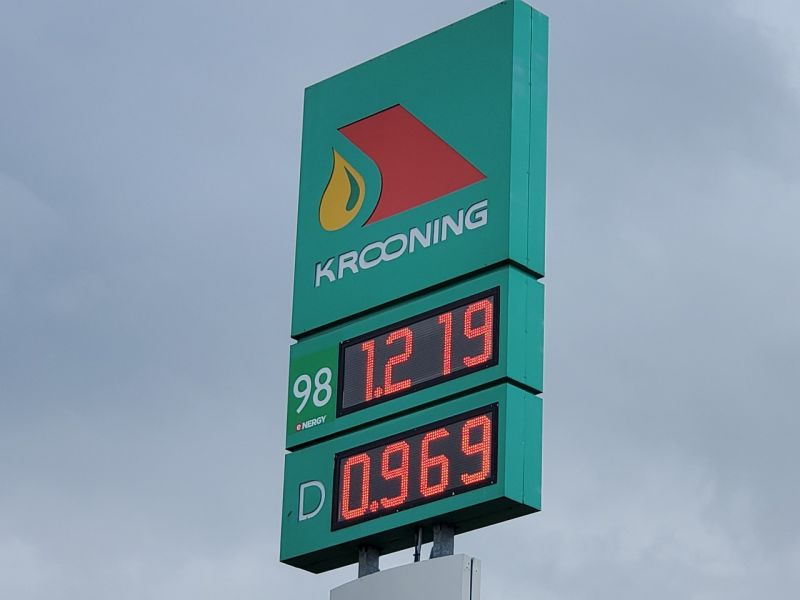 KROONING
98 1.219
eNERGY
D 0.969